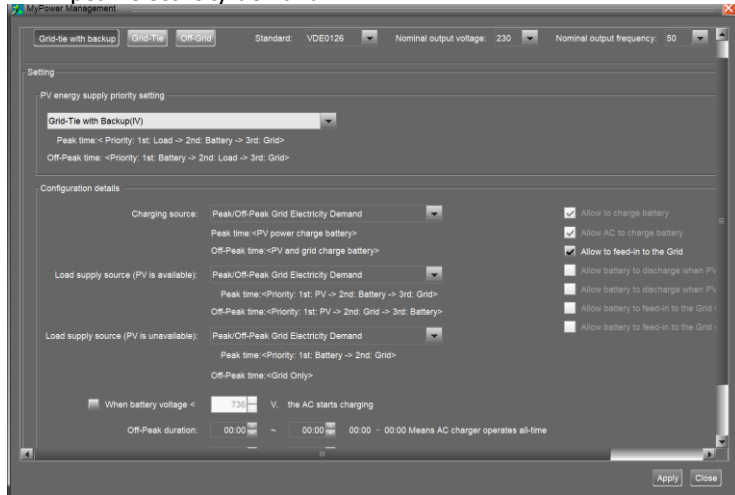 MyPower Management
Grid-tie with backup Grid-Tie Off-Grid Standard: VDE0126 Nominal output voltage: 230 Nominal output frequency: 50
Setting
PV energy supply priority setting
Grid-Tie with Backup(IV)
Peak time:< Priority: 1st: Load -> 2nd: Battery -> 3rd: Grid>
Off-Peak time: <Priority: 1st: Battery -> 2nd: Load -> 3rd: Grid>
Configuration details
Charging source: Peak/Off-Peak Grid Electricity Demand Allow to charge battery
Peak time:<PV power charge battery> Allow AC to charge battery
Off-Peak time:<PV and grid charge battery> Allow to feed-in to the Grid
Load supply source (PV is available): Peak/Off-Peak Grid Electricity Demand Allow battery to discharge when PV
Peak time:<Priority: 1st: PV -> 2nd: Battery -> 3rd: Grid> Allow battery to discharge when PV
Off-Peak time:<Priority: 1st: PV -> 2nd: Grid -> 3rd: Battery> Allow battery to feed-in to the Grid
Load supply source (PV is unavailable): Peak/Off-Peak Grid Electricity Demand Allow battery to feed-in to the Grid
Peak time:<Priority: 1st: Battery -> 2nd: Grid>
Off-Peak time:<Grid Only>
When battery voltage < 736 V, the AC starts charging
Off-Peak duration: 00:00 ~ 00:00 00:00 - 00:00 Means AC charger operates all-time
Apply Close